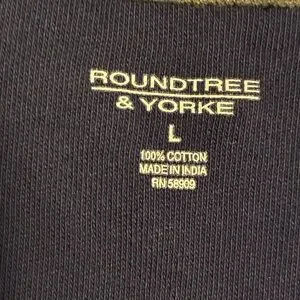 ROUNDTREE
& YORKE
L
100% COTTON
MADE IN INDIA
RN 58909